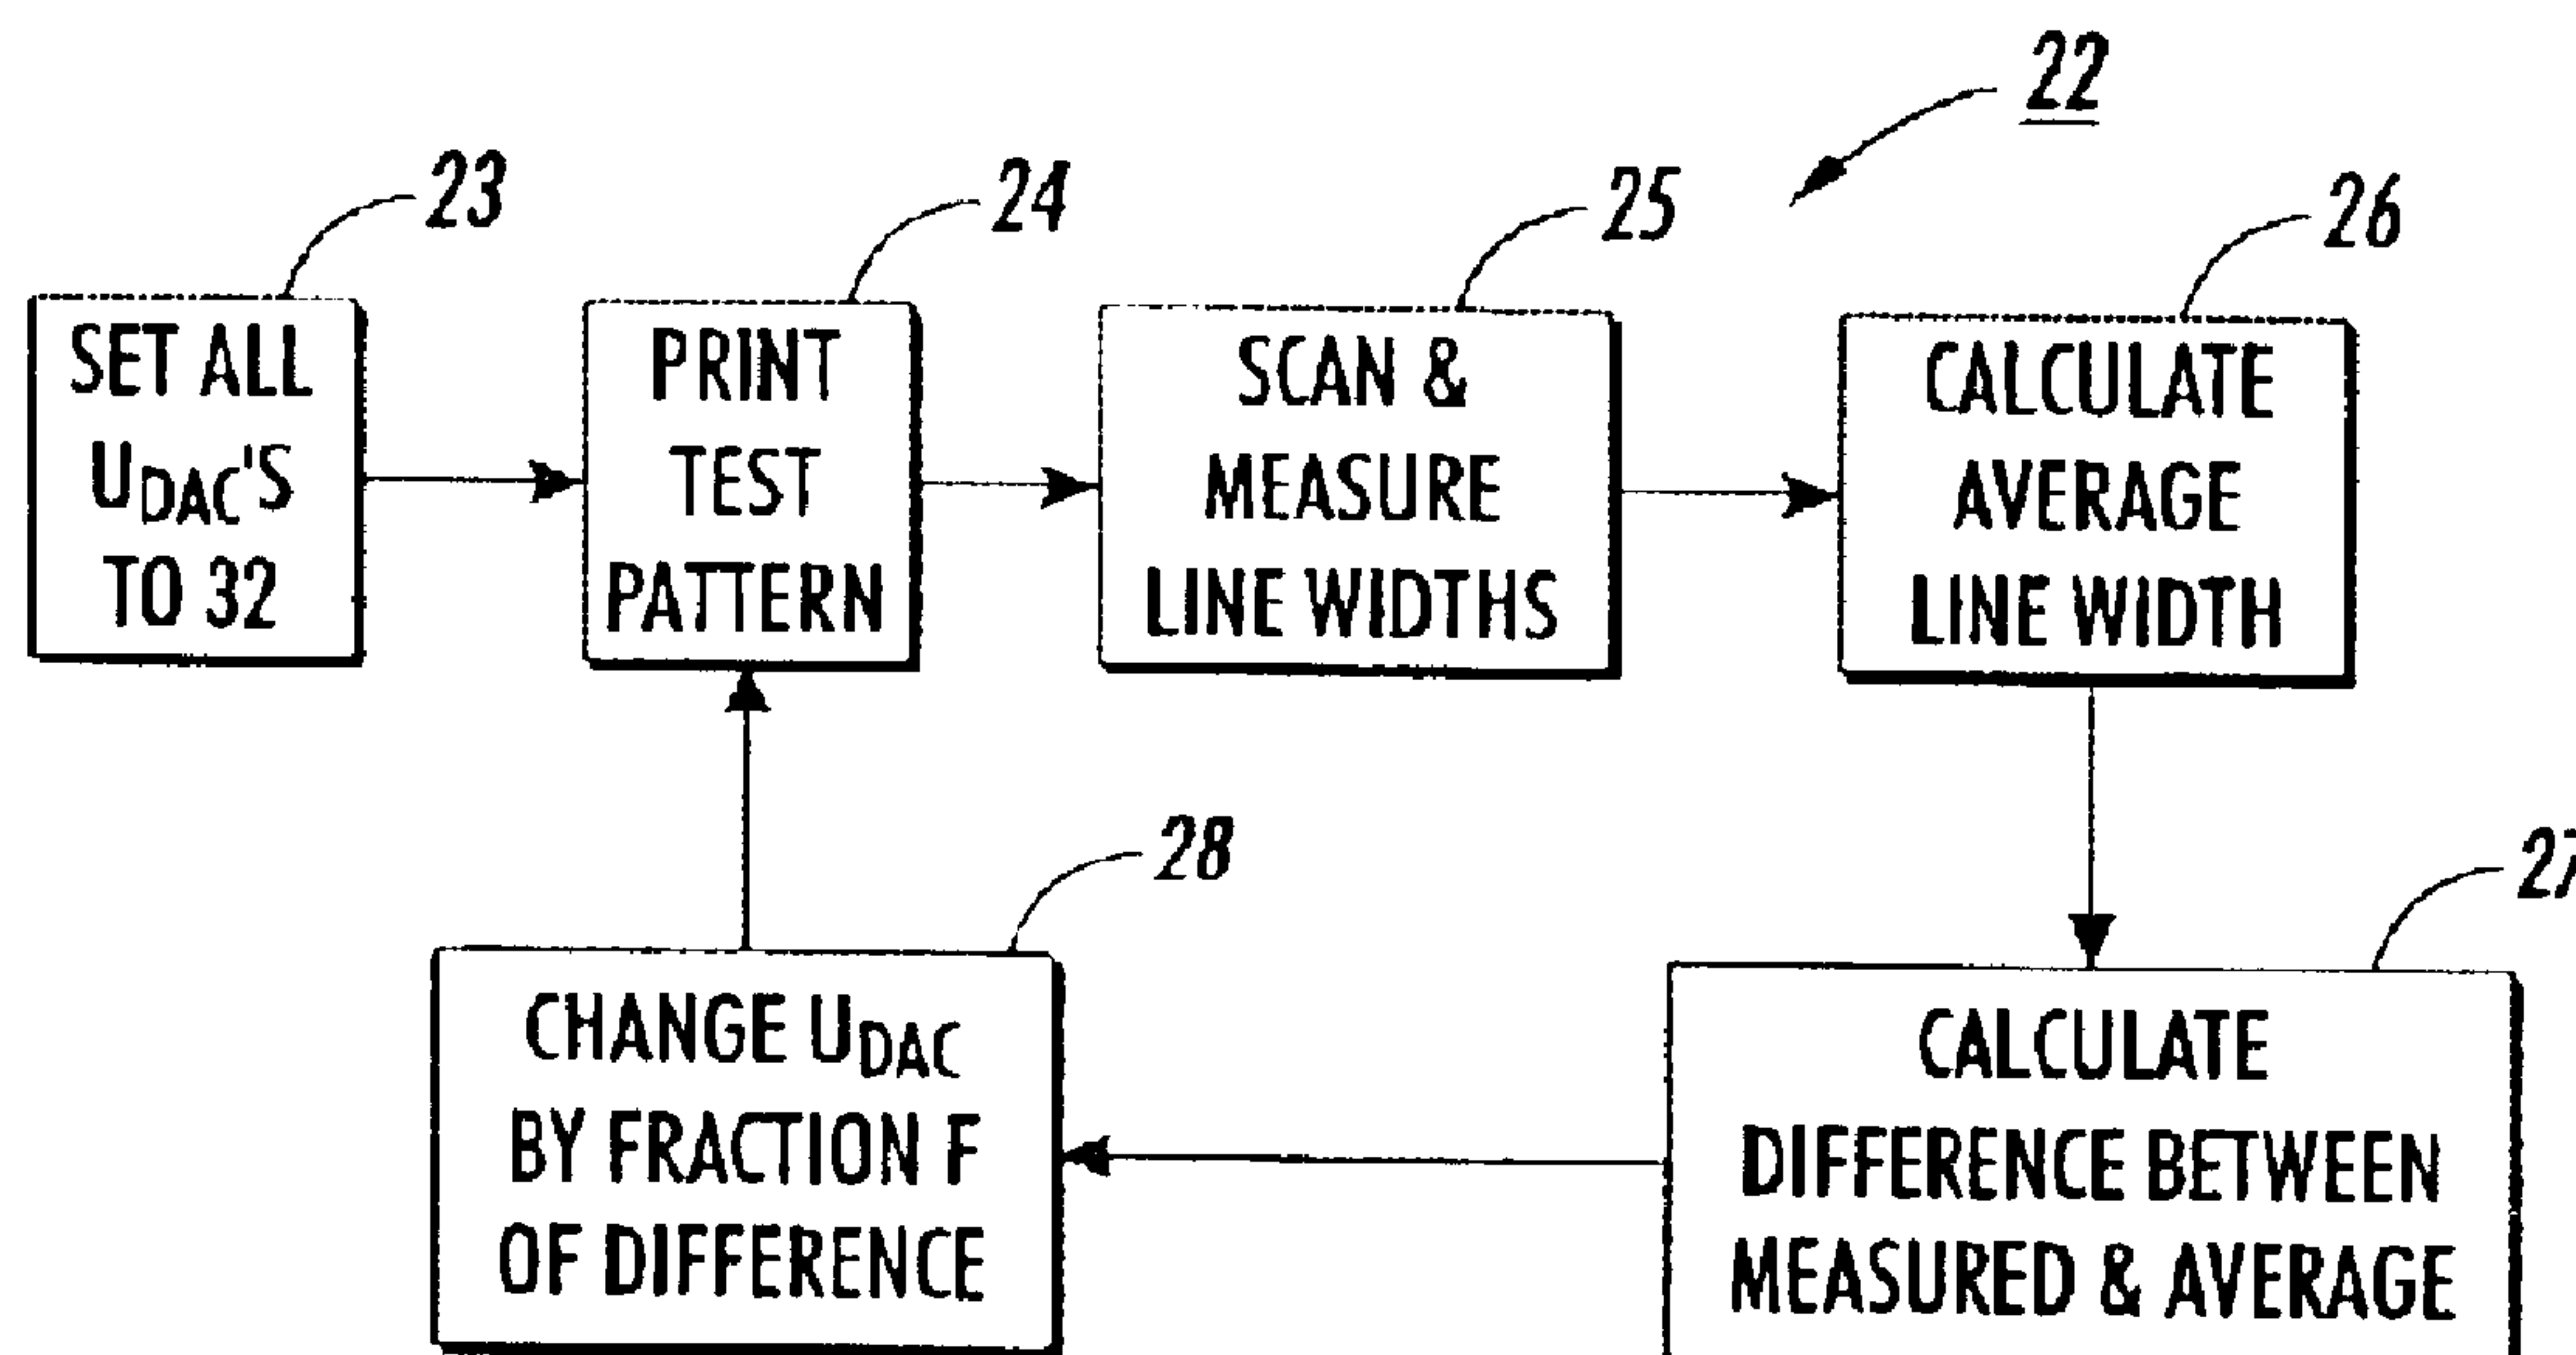 22
23
24
25
26
SET ALL
UDAC'S
TO 32
PRINT
TEST
PATTERN
SCAN &
MEASURE
LINE WIDTHS
CALCULATE
AVERAGE
LINE WIDTH
28
27
CHANGE UDAC
BY FRACTION F
OF DIFFERENCE
CALCULATE
DIFFERENCE BETWEEN
MEASURED & AVERAGE